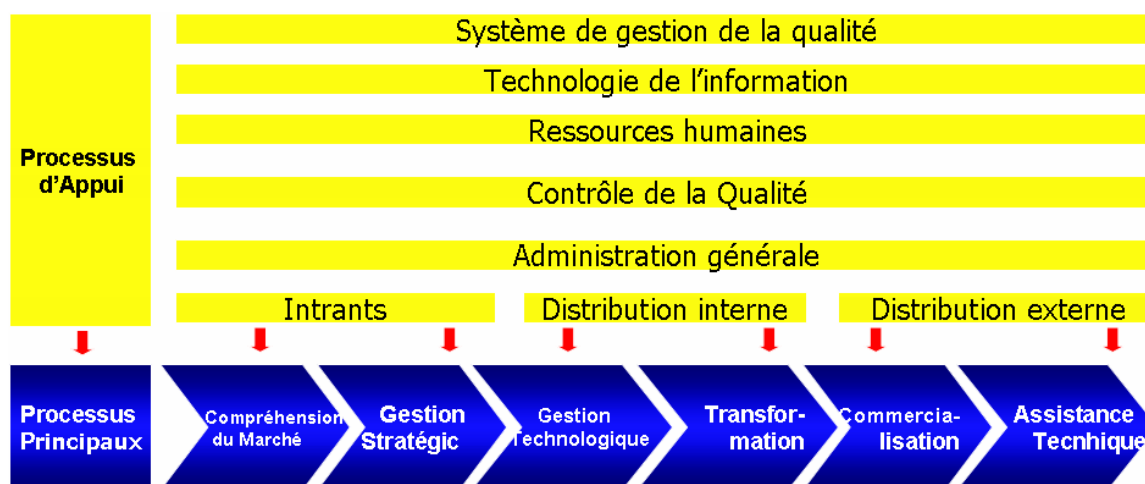 Système de gestion de la qualité
Technologie de l’information
Ressources humaines
Processus
d’Appui
Contrôle de la Qualité
Administration générale
Intrants
Distribution interne
Distribution externe
Processus
Principaux
Compréhension
du Marché
Gestion
Stratégic
Gestion
Technologique
Transfor-
mation
Commercia-
lisation
Assistance
Tecnhique